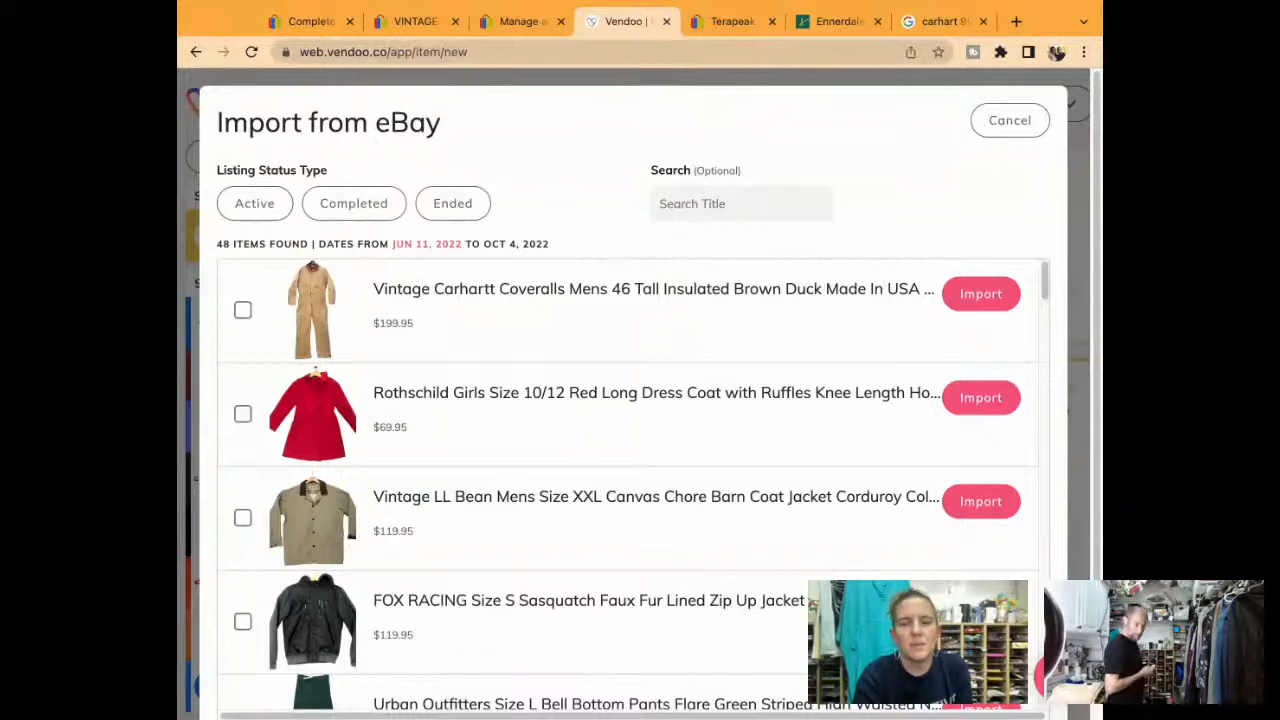 Complete
VINTAGE
Manage a
Vendoo |
Terapeak
Ennerdale
carhart 99
web.vendoo.co/app/item/new
Import from eBay
Cancel
Listing Status Type
Search (Optional)
Active
Completed
Ended
Search Title
48 ITEMS FOUND | DATES FROM JUN 11, 2022 TO OCT 4, 2022
Vintage Carhartt Coveralls Mens 46 Tall Insulated Brown Duck Made In USA ...
Import
$199.95
Rothschild Girls Size 10/12 Red Long Dress Coat with Ruffles Knee Length Ho...
Import
$69.95
Vintage LL Bean Mens Size XXL Canvas Chore Barn Coat Jacket Corduroy Col...
Import
$119.95
FOX RACING Size S Sasquatch Faux Fur Lined Zip Up Jacket
$119.95
Urban Outfitters Size L Bell Bottom Pants Flare Green Striped High Waisted N...
Import